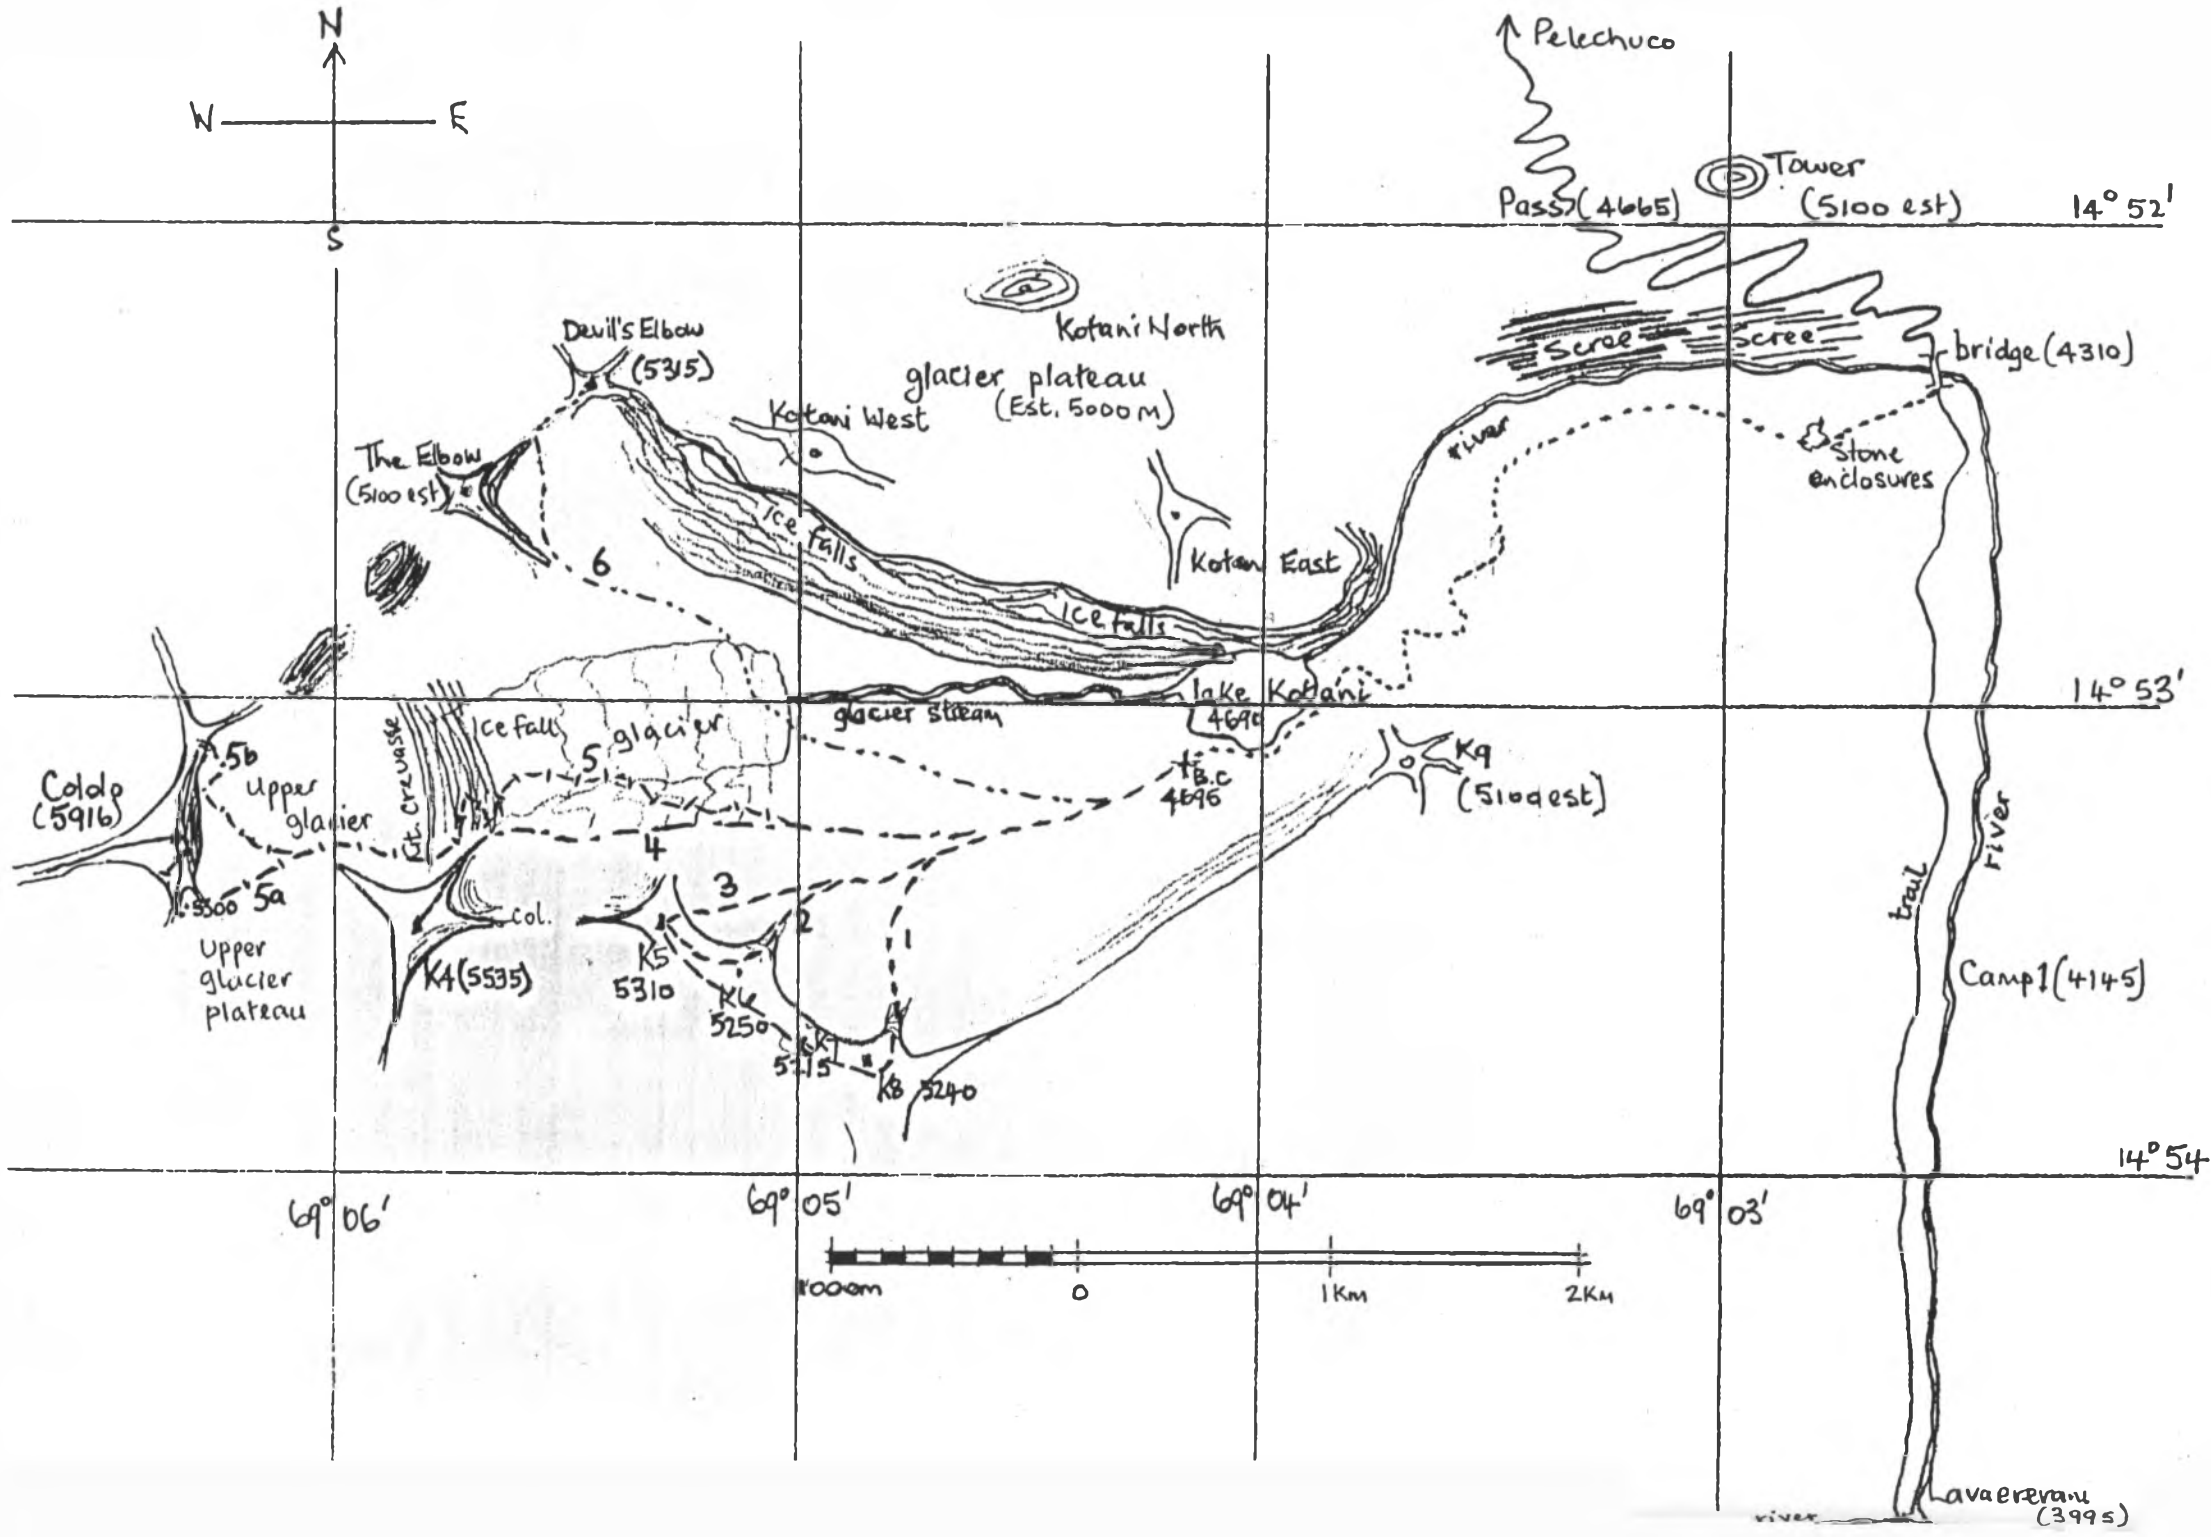 N
Pelechuco
W E
Tower
Pass (4665)
(5100 est)
14° 52'
S
Devil's Elbow
(5315)
Kotani North
Scree Scree
bridge (4310)
glacier plateau
(Est. 5000 M)
Kotani West
The Elbow
(5100 est)
river
Stone
enclosures
Ice falls
6
Kotani East
Ice falls
14° 53'
lake Kotani
4690
glacier stream
Icefall
glacier
Crevasse
5b
5
K9
(5100 est)
B.C
4695
Coldo
(5916)
Upper
glacier
4
river
trail
3
5a
5500
Col.
2
1
Upper
glacier
plateau
K4 (5535)
K5
5310
K6
5250
Camp 1 (4145)
K7
5215
K8 5240
14° 54
69° 06'
69° 05'
69° 04'
69° 03'
1000m
0
1Km
2Km
river
(3995)